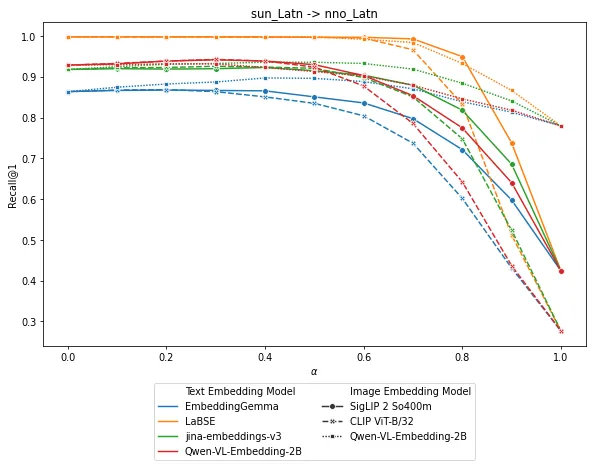 sun_Latn -> nno_Latn
Recall@1
1.0
0.9
0.8
0.7
0.6
0.5
0.4
0.3
0.0 0.2 0.4 0.6 0.8 1.0
α
Text Embedding Model
EmbeddingGemma
LaBSE
jina-embeddings-v3
Qwen-VL-Embedding-2B
Image Embedding Model
SigLIP 2 So400m
CLIP ViT-B/32
Qwen-VL-Embedding-2B